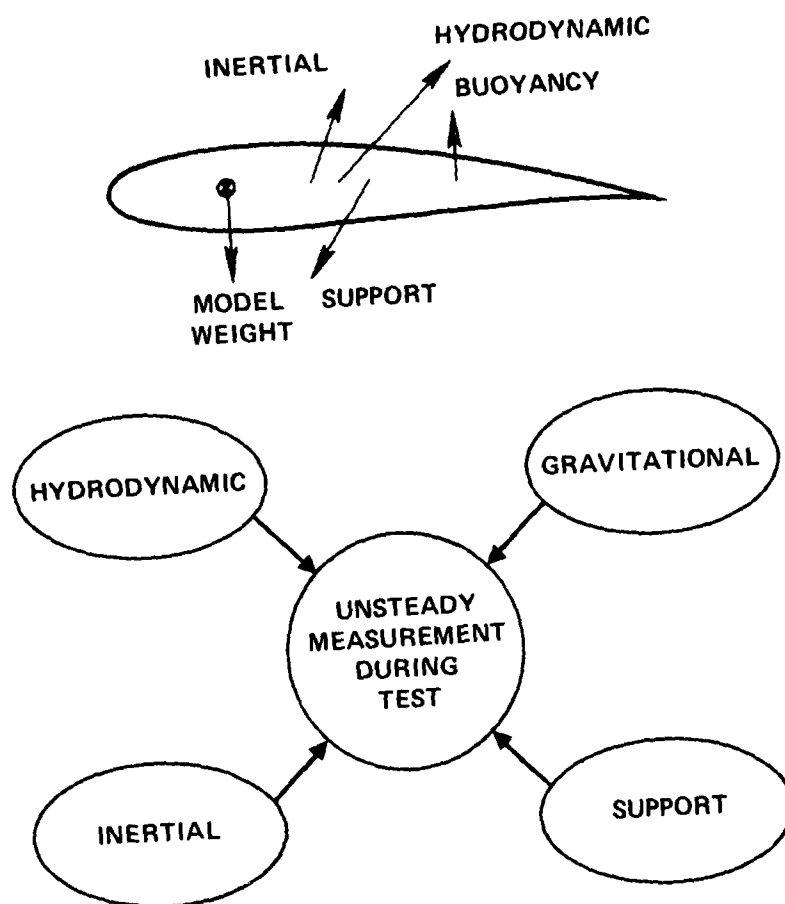 HYDRODYNAMIC
INERTIAL
BUOYANCY
MODEL
WEIGHT
SUPPORT
HYDRODYNAMIC
GRAVITATIONAL
UNSTEADY
MEASUREMENT
DURING
TEST
INERTIAL
SUPPORT